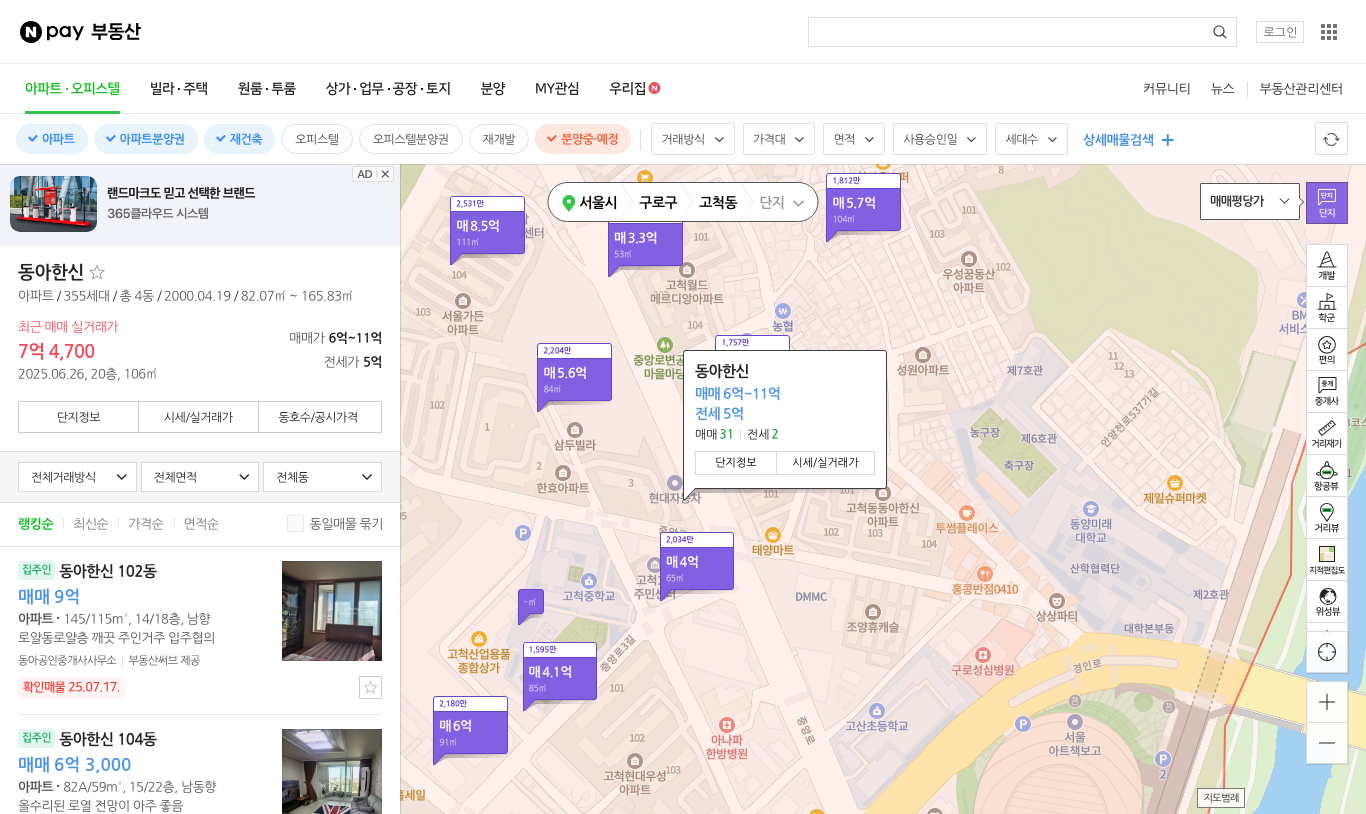 N pay 부동산
로그인
아파트·오피스텔 빌라·주택 원룸·투룸 상가·업무·공장·토지 분양 MY관심 우리집 N
커뮤니티 뉴스 부동산관리센터
아파트 아파트분양권 재건축 오피스텔 오피스텔분양권 재개발 분양중·예정
거래방식 가격대 면적 사용승인일 세대수 상세매물검색
AD
랜드마크도 믿고 선택한 브랜드
365클라우드 시스템
동아한신
아파트 / 355세대 / 총 4동 / 2000.04.19 / 82.07㎡ ~ 165.83㎡
최근 매매 실거래가
7억 4,700
2025.06.26, 20층, 106㎡
매매가 6억~11억
전세가 5억
단지정보 시세/실거래가 동호수/공시가격
전체거래방식 전체면적 전체동
랭킹순 최신순 가격순 면적순
동일매물 묶기
집주인 동아한신 102동
매매 9억
아파트 · 145/115m², 14/18층, 남향
로얄동로얄층 깨끗 주인거주 입주협의
동아공인중개사사무소 부동산써브 제공
확인매물 25.07.17.
집주인 동아한신 104동
매매 6억 3,000
아파트 · 82A/59m², 15/22층, 남동향
올수리된 로열 전망이 아주 좋음
서울시 구로구 고척동 단지
2,531만
매8.5억
111㎡
센터
매3.3억
53㎡
101
1,812만
매5.7억
104㎡
103
104
서울가든
아파트
고척월드
메르디앙아파트
104
농협
우성꿈동산
아파트
102
2,204만
매5.6억
84㎡
중앙로변공
마을마당
1,757만
동아한신
매매 6억~11억
전세 5억
매매 31 전세 2
단지정보 시세/실거래가
성원아파트
제7호관
11
12
13
안양천로537가길
농구장
제6호관
축구장
102
1
삼두빌라
2
한효아파트
103
현대자동차
101
102
고척동동아한신
아파트
103
104
투썸플레이스
제일슈퍼마켓
동양미래
대학교
산학협력단
제2호관
태양마트
2,034만
매4억
65㎡
- ㎡
고척중학교
DMMC
홍콩반점0410
상상파티
조양휴캐슬
대학본부동
고척산업용품
종합상가
1,595만
매4.1억
85㎡
중앙로3길
101
2,180만
매6억
91㎡
구로성심병원
경인로
고산초등학교
중앙로
아나파
한방병원
102
103
고척현대우성
아파트
101
서울
아트책보고
2
홀세일
매매평당가
단지
단지
개발
학군
편의
중개
중개사
거리재기
항공뷰
거리뷰
지적편집도
위성뷰
지도범례